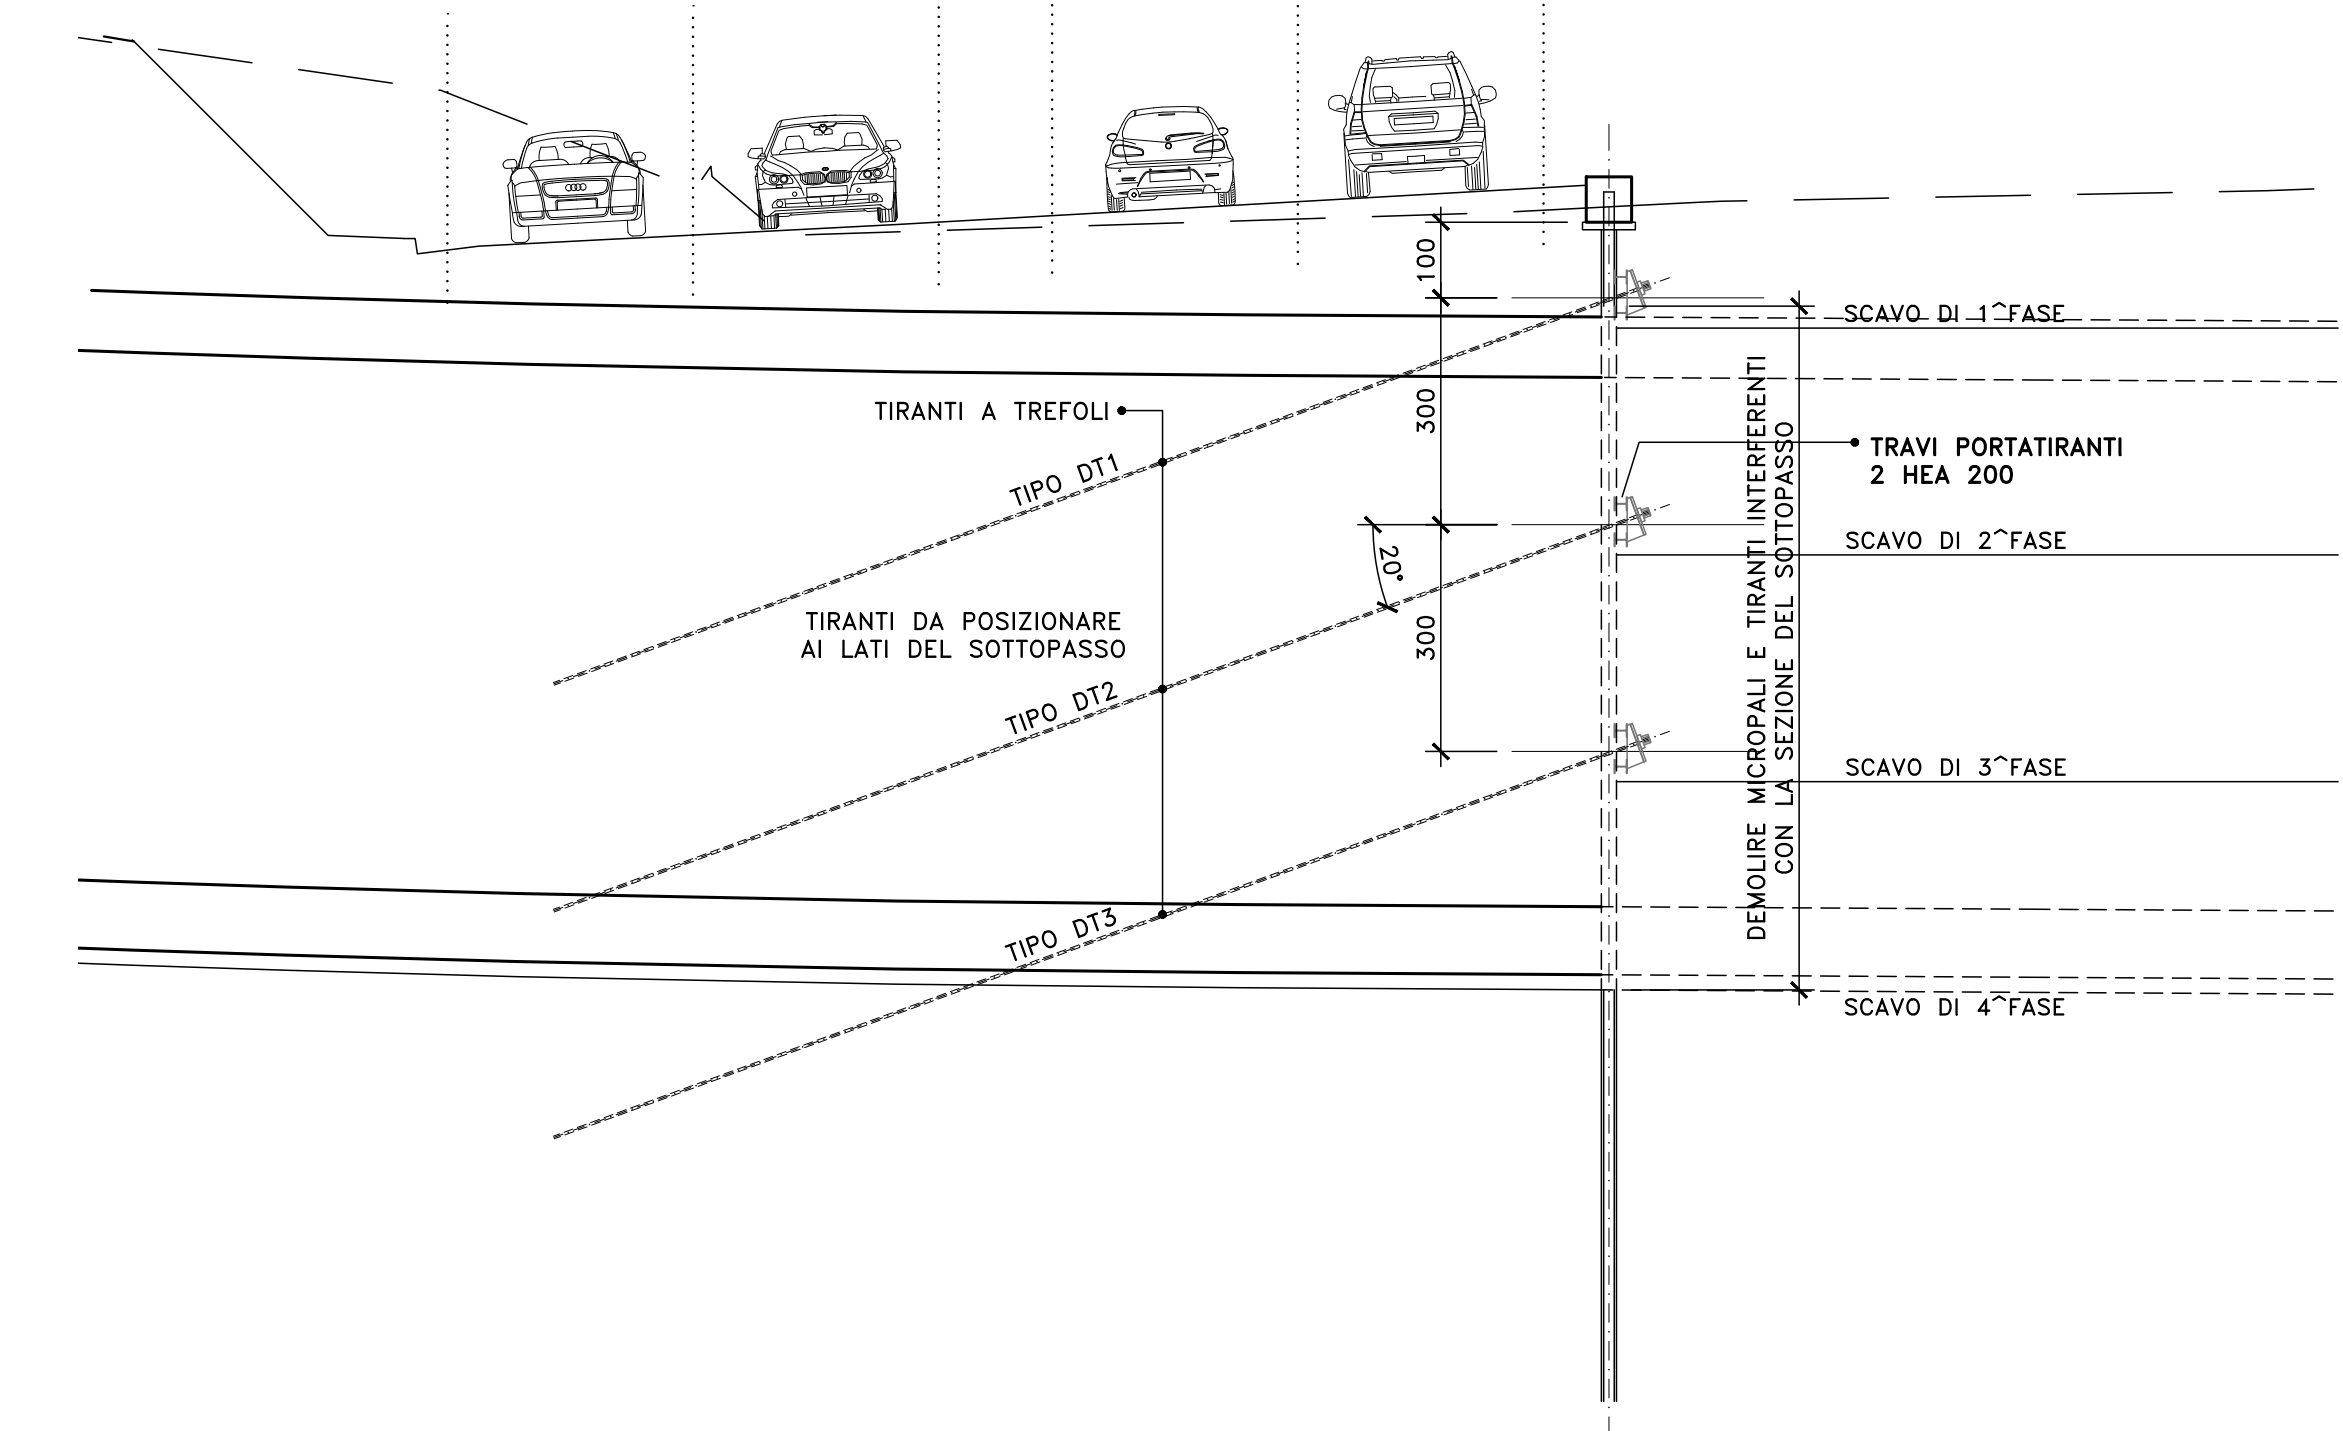 100
SCAVO DI 1^FASE
TIRANTI A TREFOLI
300
TRAVI PORTATIRANTI
2 HEA 200
TIPO DT1
SCAVO DI 2^FASE
20°
TIRANTI DA POSIZIONARE
AI LATI DEL SOTTOPASSO
300
DEMOLIRE MICROPALI E TIRANTI INTERFERENTI
CON LA SEZIONE DEL SOTTOPASSO
TIPO DT2
SCAVO DI 3^FASE
TIPO DT3
SCAVO DI 4^FASE